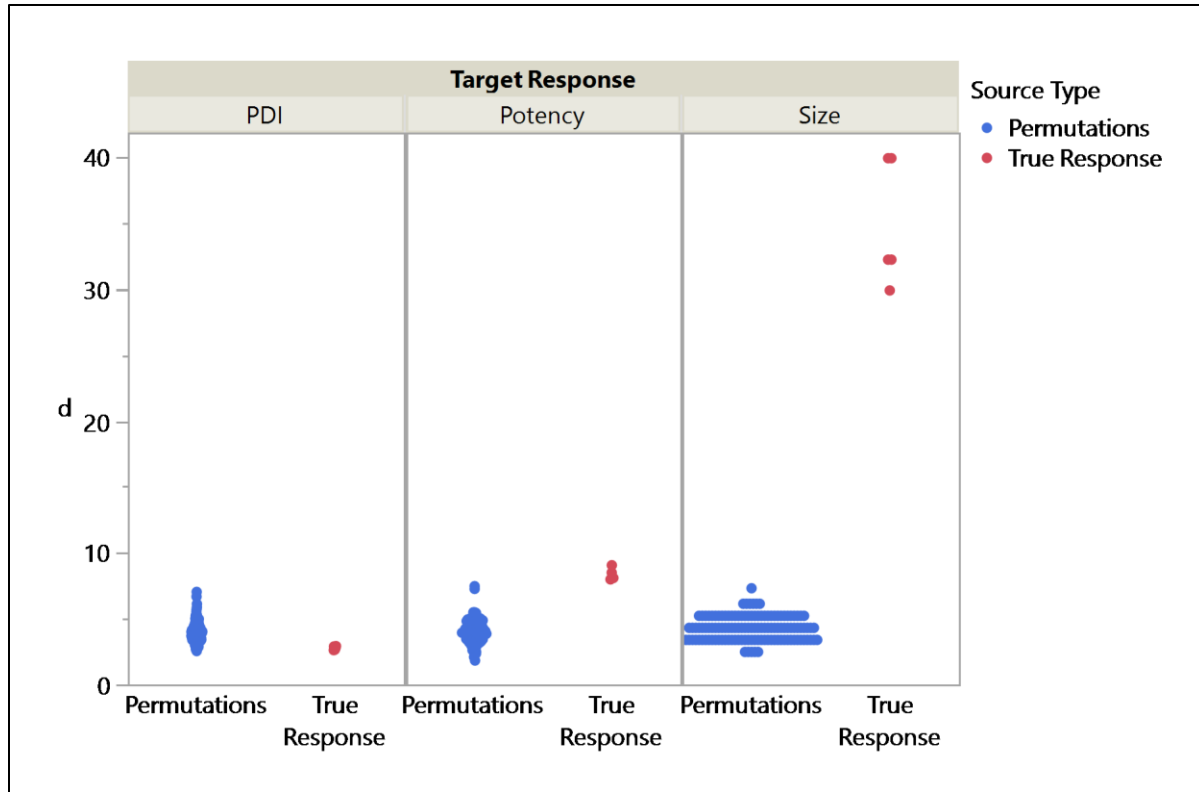 Target Response
PDI Potency Size
Source Type
Permutations
True Response
40
30
d
20
10
0
Permutations True Response Permutations True Response Permutations True Response